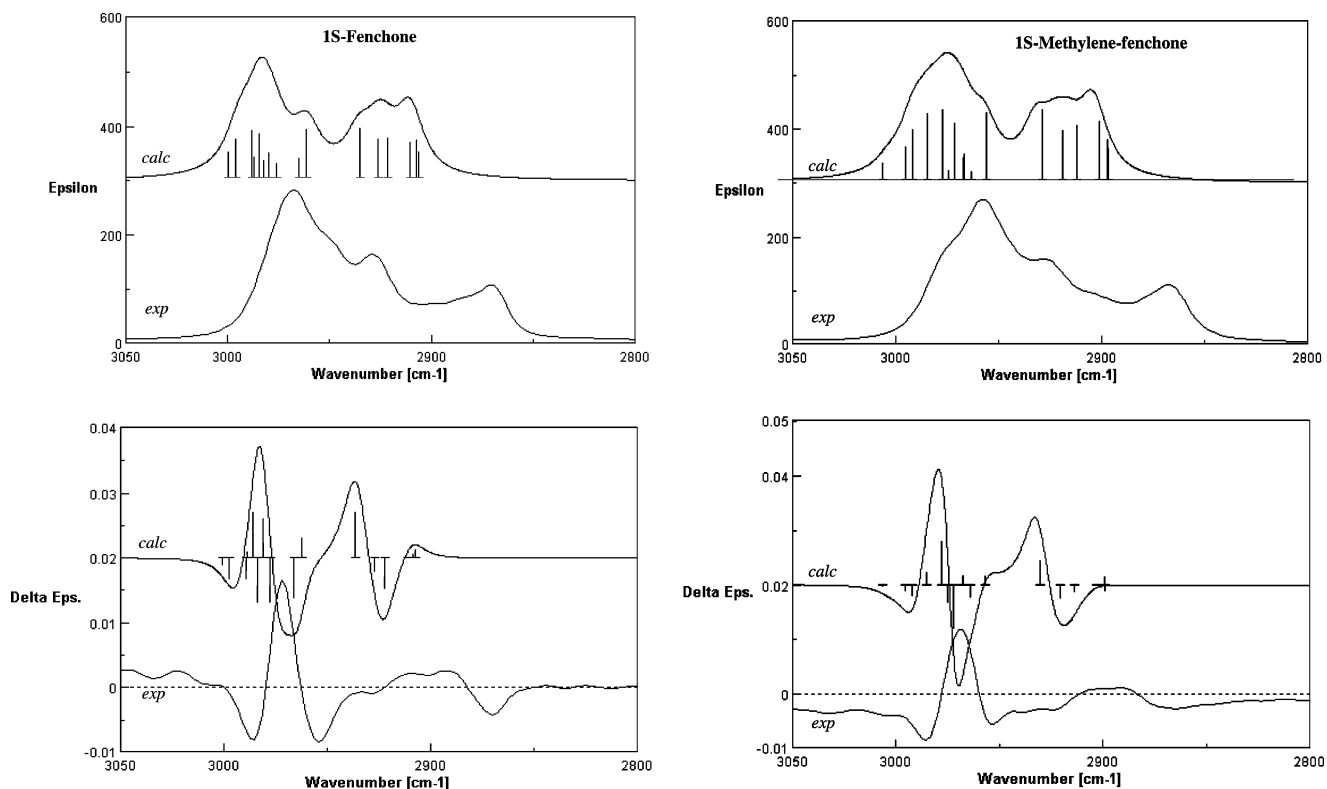 1S-Fenchone
600
400
200
0
calc
exp
Epsilon
3050
3000
2900
2800
Wavenumber [cm-1]
1S-Methylene-fenchone
600
400
200
0
calc
exp
Epsilon
3050
3000
2900
2800
Wavenumber [cm-1]
0.04
0.03
0.02
0.01
0
-0.01
calc
exp
Delta Eps.
3050
3000
2900
2800
Wavenumber [cm-1]
0.05
0.04
0.02
0
-0.01
calc
exp
Delta Eps.
3050
3000
2900
2800
Wavenumber [cm-1]